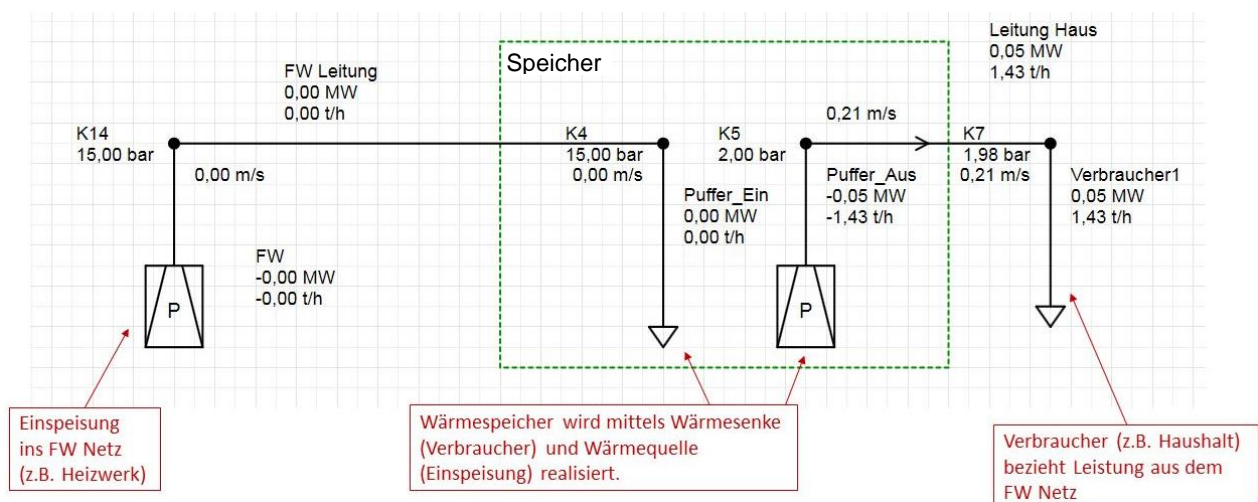 Leitung Haus
0,05 MW
1,43 t/h
Speicher
FW Leitung
0,00 MW
0,00 t/h
0,21 m/s
K14
15,00 bar
K4
15,00 bar
K5
2,00 bar
K7
1,98 bar
0,00 m/s
0,00 m/s
Puffer_Aus
-0,05 MW
-1,43 t/h
0,21 m/s
Verbraucher1
0,05 MW
1,43 t/h
Puffer_Ein
0,00 MW
0,00 t/h
FW
-0,00 MW
-0,00 t/h
P
P
Einspeisung
ins FW Netz
(z.B. Heizwerk)
Wärmespeicher wird mittels Wärmesenke
(Verbraucher) und Wärmequelle
(Einspeisung) realisiert.
Verbraucher (z.B. Haushalt)
bezieht Leistung aus dem
FW Netz